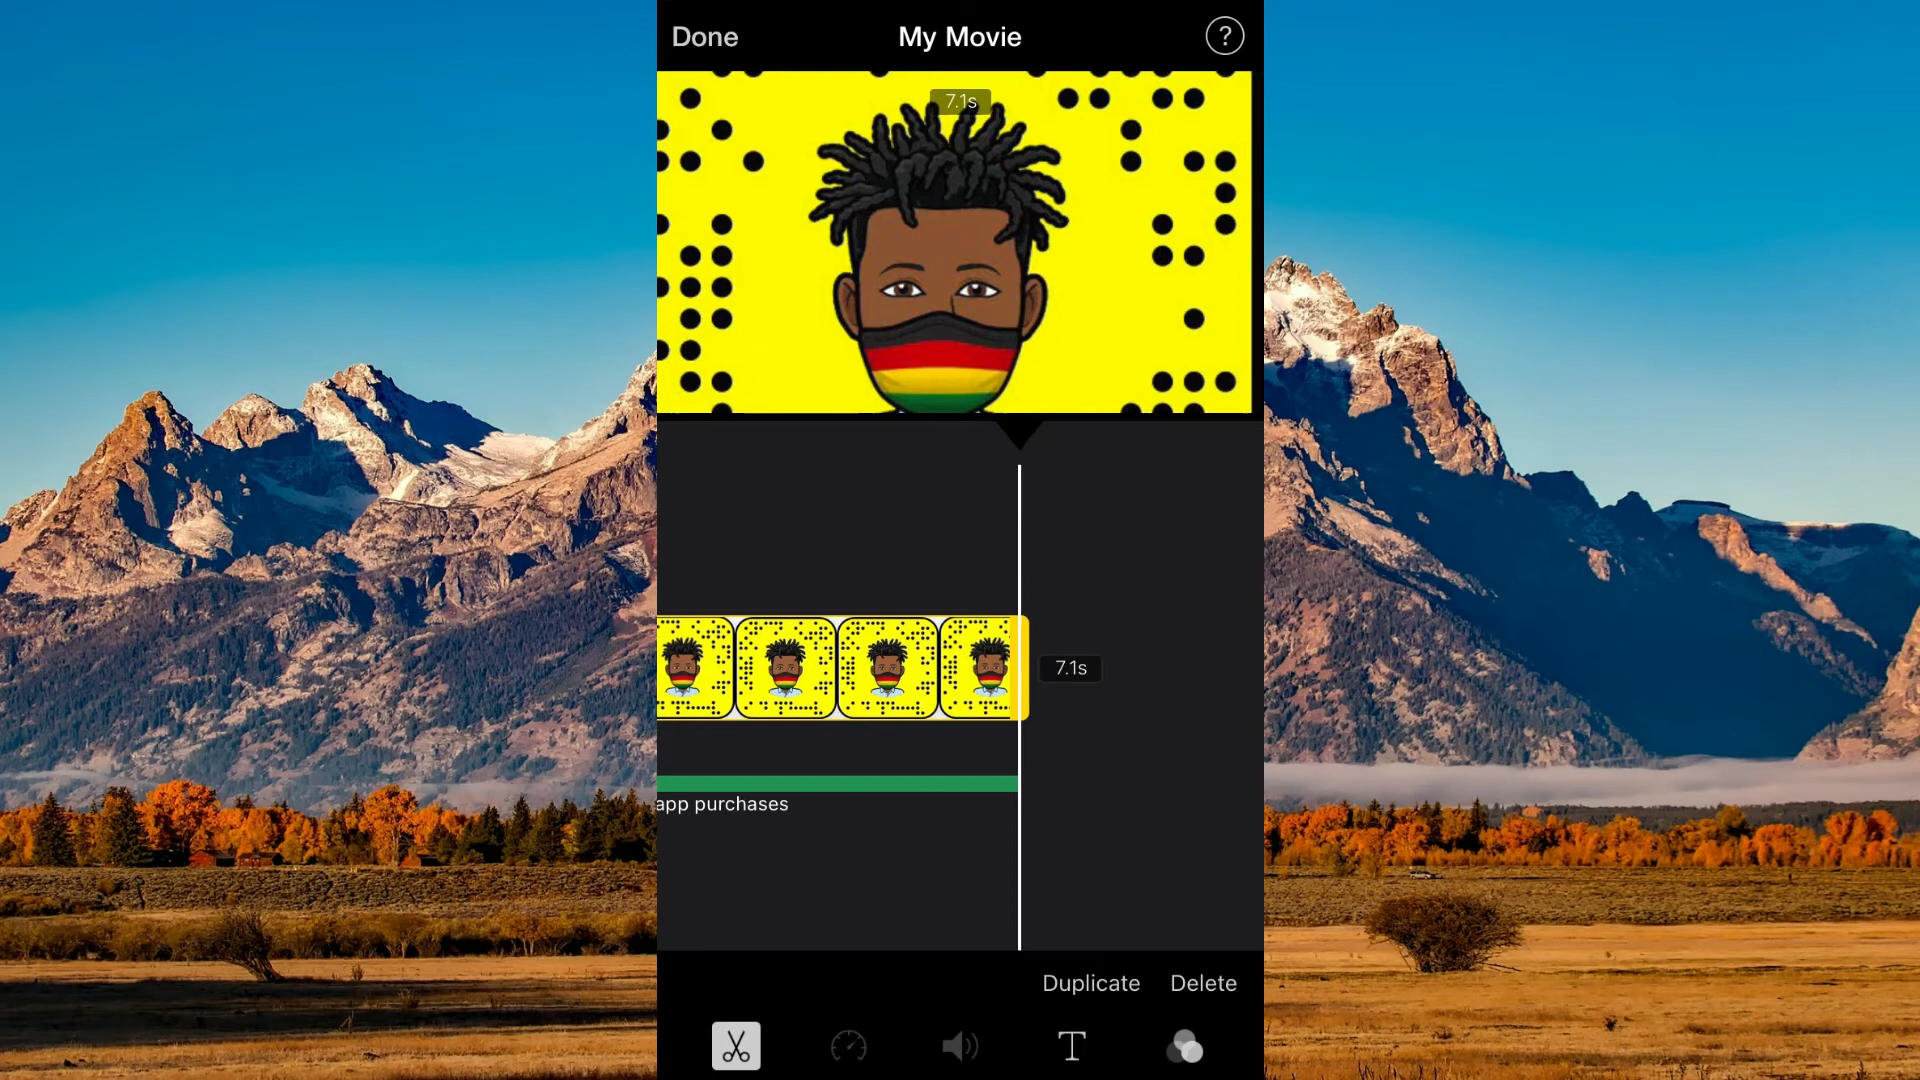 Done
My Movie
?
7.1s
7.1s
app purchases
Duplicate
Delete
T